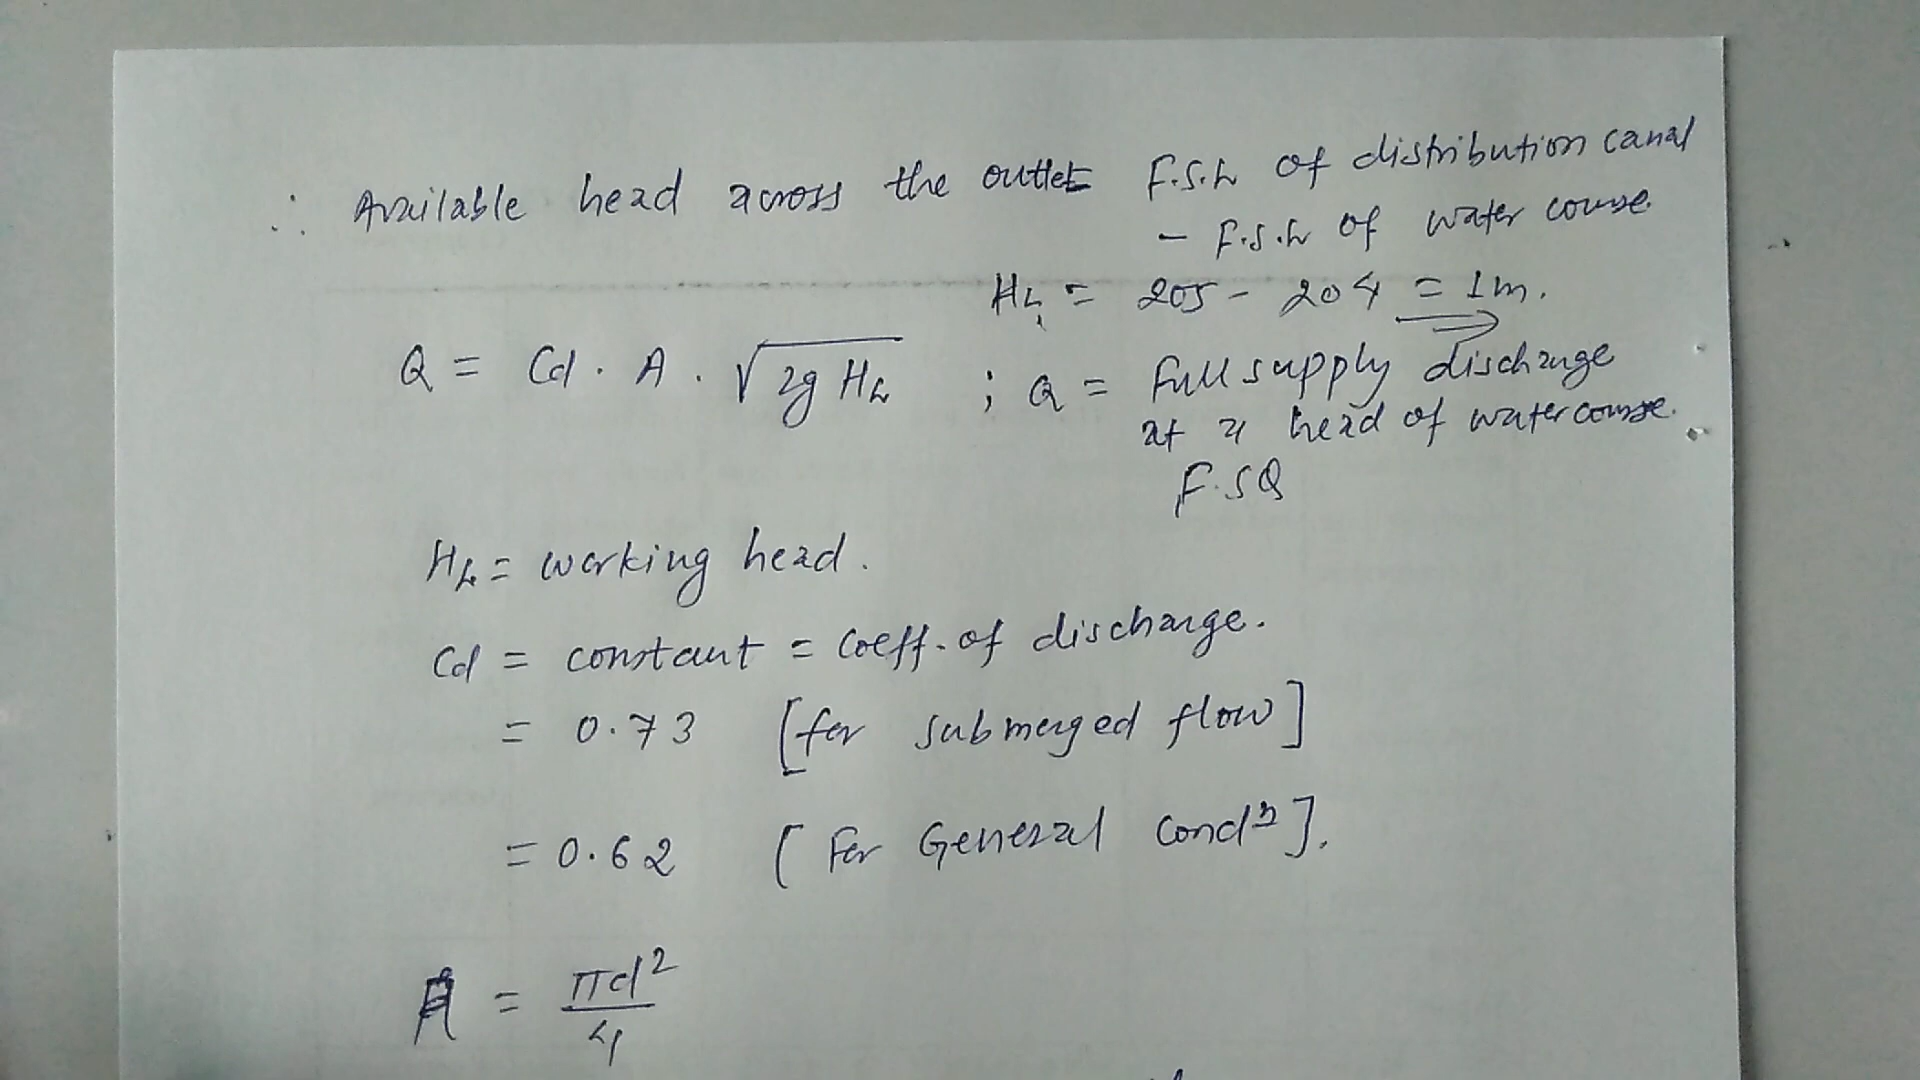 ∴ Available head across the outlet F.S.L of distribution canal
- F.S.L of water course.
H_L = 205 - 204 = 1m.
Q = Cd . A . √2g H_L ; Q = Full supply discharge
at head of watercourse.
F.SQ
H_L = working head.
Cd = constant = Coeff. of discharge.
= 0.73 [for submerged flow]
= 0.62 [For General condⁿ].
A = πd²/4